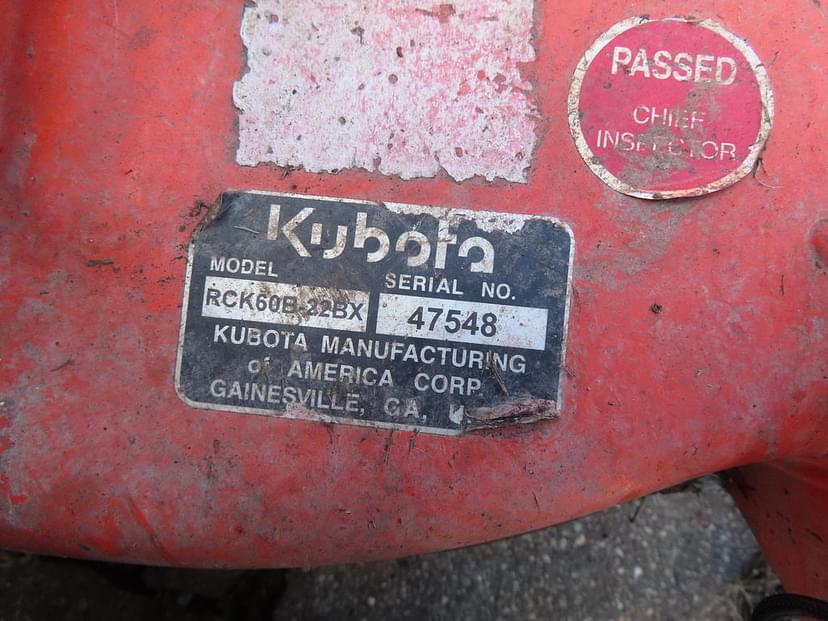 PASSED
CHIEF
INSPECTOR
Kubota
MODEL
SERIAL NO.
RCK60B-22BX
47548
KUBOTA MANUFACTURING
of AMERICA CORP.
GAINESVILLE, GA,